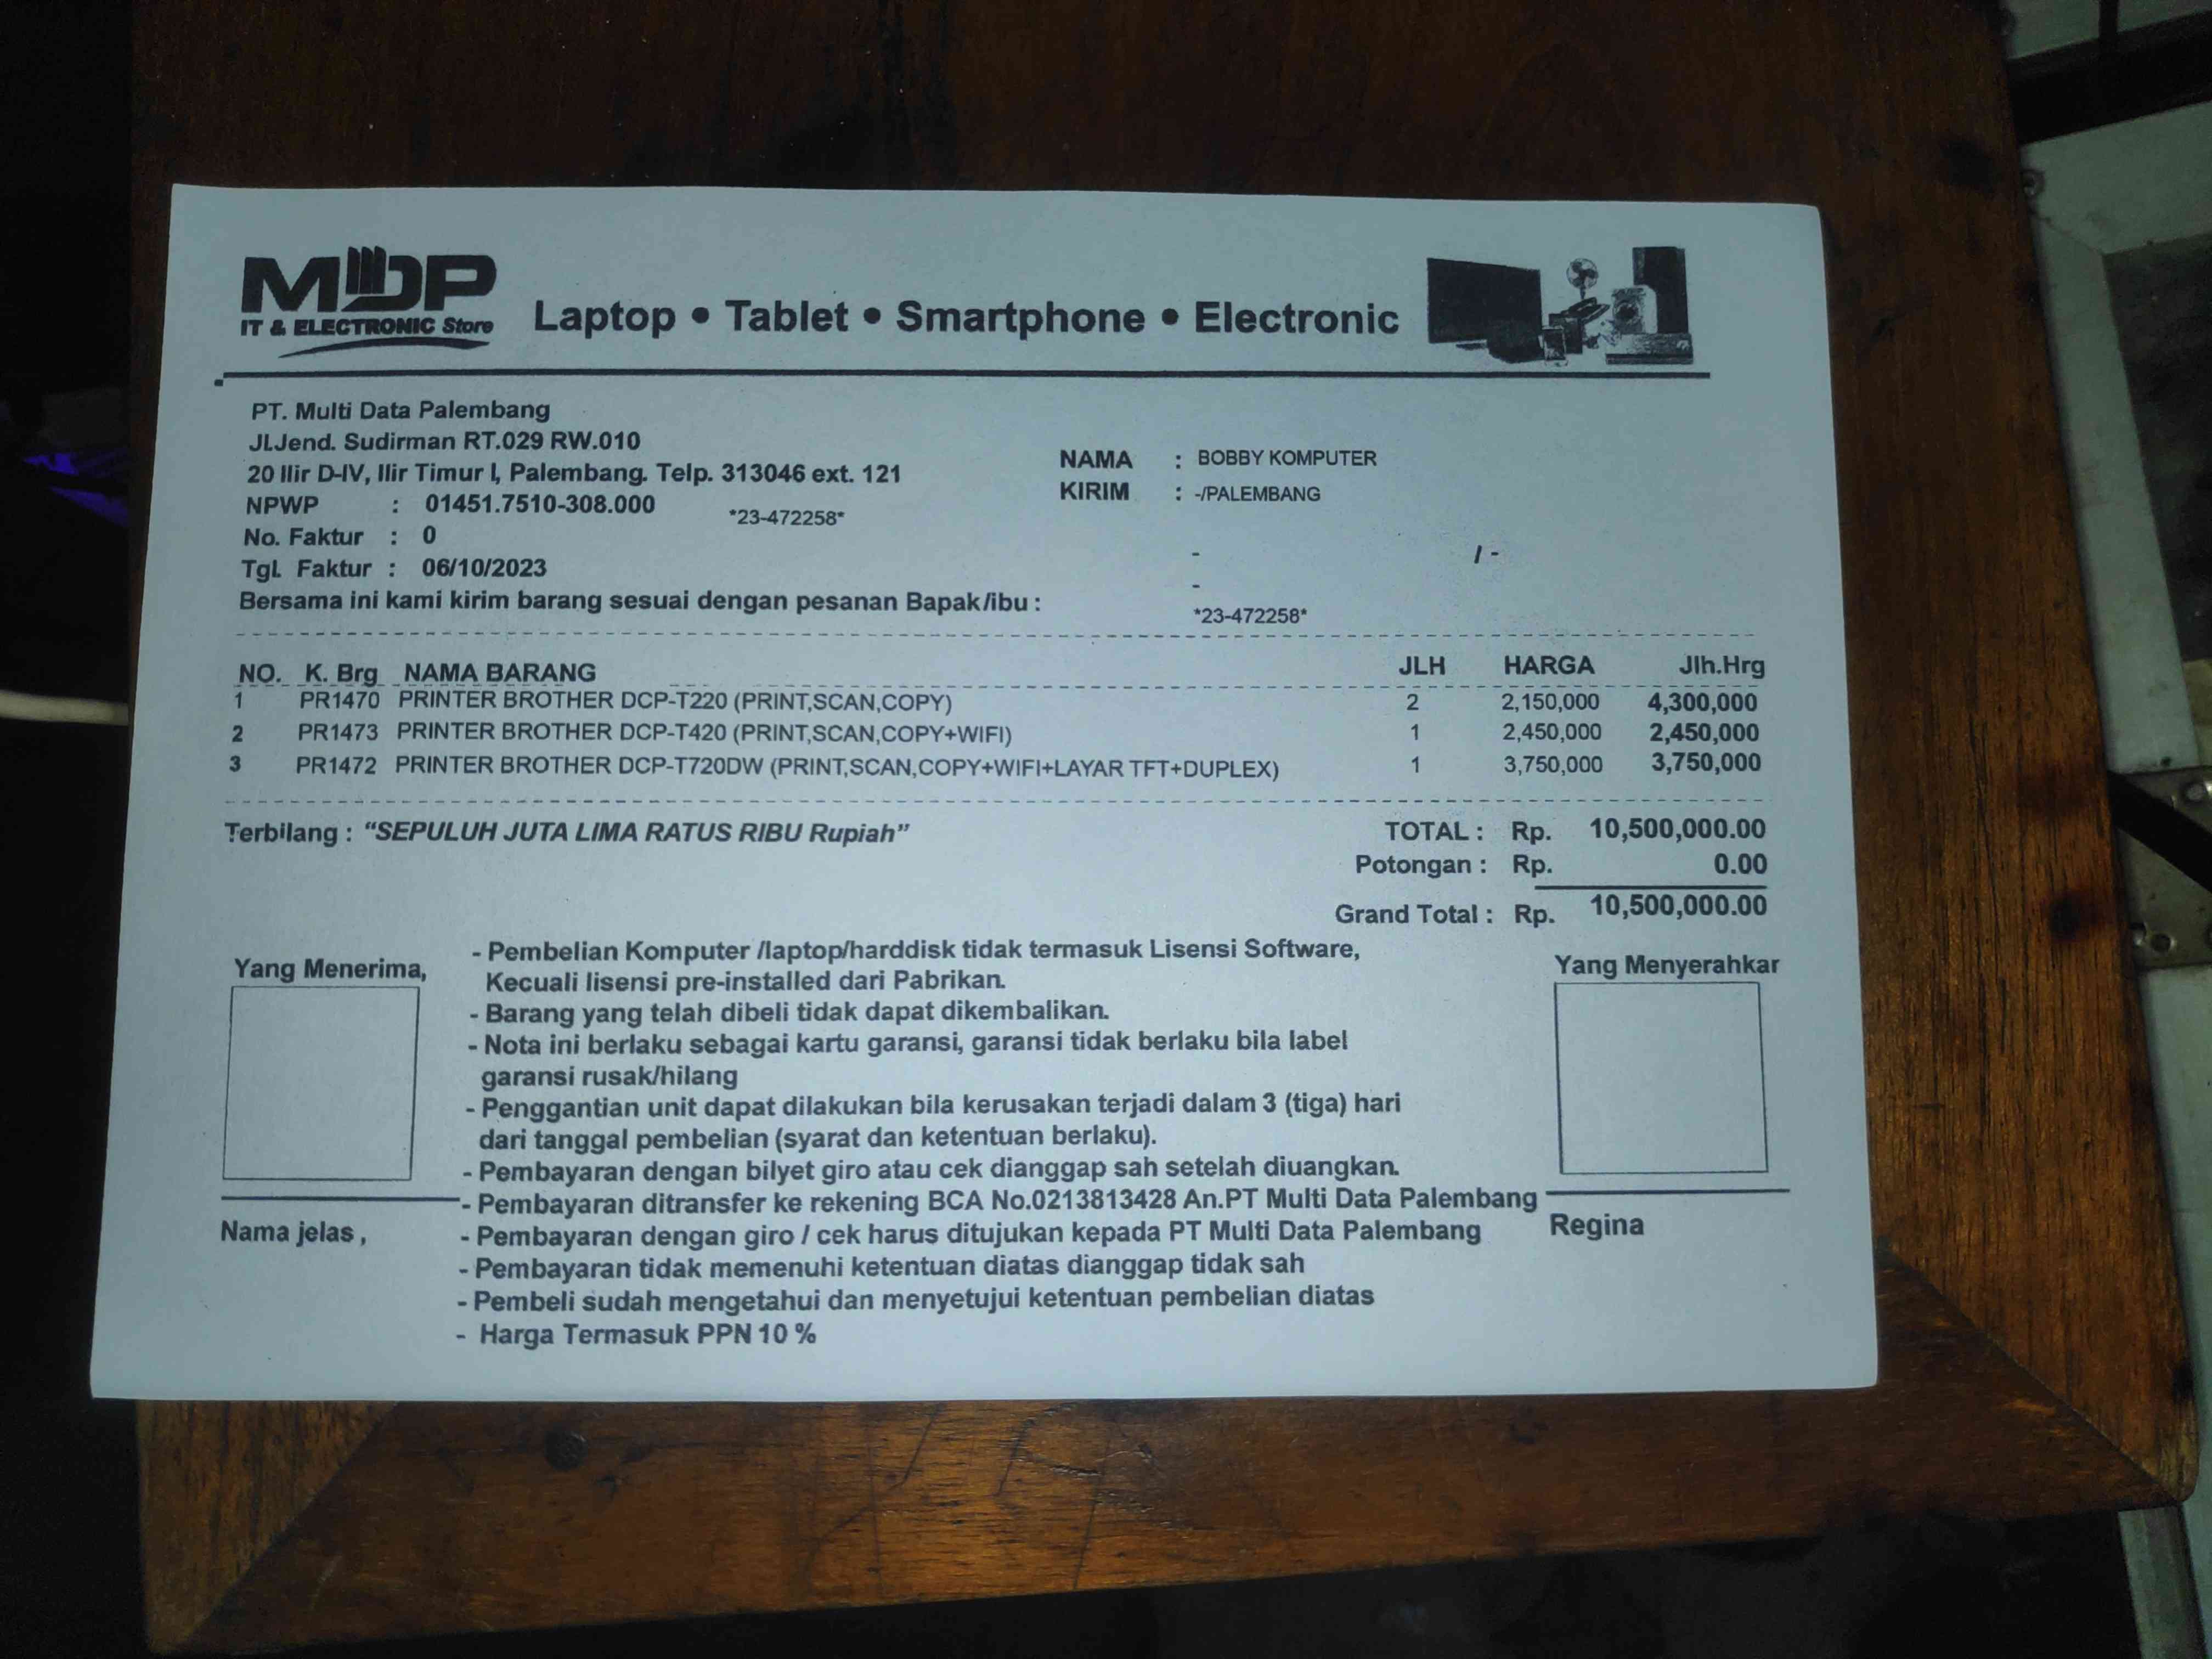 MDP
IT & ELECTRONIC Store
Laptop • Tablet • Smartphone • Electronic
PT. Multi Data Palembang
Jl.Jend. Sudirman RT.029 RW.010
20 Ilir D-IV, Ilir Timur I, Palembang. Telp. 313046 ext. 121
NPWP : 01451.7510-308.000
*23-472258*
No. Faktur : 0
Tgl. Faktur : 06/10/2023
Bersama ini kami kirim barang sesuai dengan pesanan Bapak/ibu :
NAMA : BOBBY KOMPUTER
KIRIM : -/PALEMBANG
- / -
-
*23-472258*
NO. K. Brg NAMA BARANG JLH HARGA Jlh.Hrg
1 PR1470 PRINTER BROTHER DCP-T220 (PRINT,SCAN,COPY) 2 2,150,000 4,300,000
2 PR1473 PRINTER BROTHER DCP-T420 (PRINT,SCAN,COPY+WIFI) 1 2,450,000 2,450,000
3 PR1472 PRINTER BROTHER DCP-T720DW (PRINT,SCAN,COPY+WIFI+LAYAR TFT+DUPLEX) 1 3,750,000 3,750,000
Terbilang : “SEPULUH JUTA LIMA RATUS RIBU Rupiah”
TOTAL : Rp. 10,500,000.00
Potongan : Rp. 0.00
Grand Total : Rp. 10,500,000.00
Yang Menerima,
Nama jelas ,
- Pembelian Komputer /laptop/harddisk tidak termasuk Lisensi Software,
Kecuali lisensi pre-installed dari Pabrikan.
- Barang yang telah dibeli tidak dapat dikembalikan.
- Nota ini berlaku sebagai kartu garansi, garansi tidak berlaku bila label
garansi rusak/hilang
- Penggantian unit dapat dilakukan bila kerusakan terjadi dalam 3 (tiga) hari
dari tanggal pembelian (syarat dan ketentuan berlaku).
- Pembayaran dengan bilyet giro atau cek dianggap sah setelah diuangkan.
- Pembayaran ditransfer ke rekening BCA No.0213813428 An.PT Multi Data Palembang
- Pembayaran dengan giro / cek harus ditujukan kepada PT Multi Data Palembang
- Pembayaran tidak memenuhi ketentuan diatas dianggap tidak sah
- Pembeli sudah mengetahui dan menyetujui ketentuan pembelian diatas
- Harga Termasuk PPN 10 %
Yang Menyerahkar
Regina